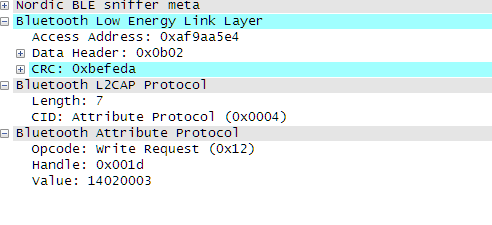 Nordic BLE sniffer meta
Bluetooth Low Energy Link Layer
Access Address: 0xaf9aa5e4
Data Header: 0x0b02
CRC: 0xbefeda
Bluetooth L2CAP Protocol
Length: 7
CID: Attribute Protocol (0x0004)
Bluetooth Attribute Protocol
Opcode: Write Request (0x12)
Handle: 0x001d
Value: 14020003